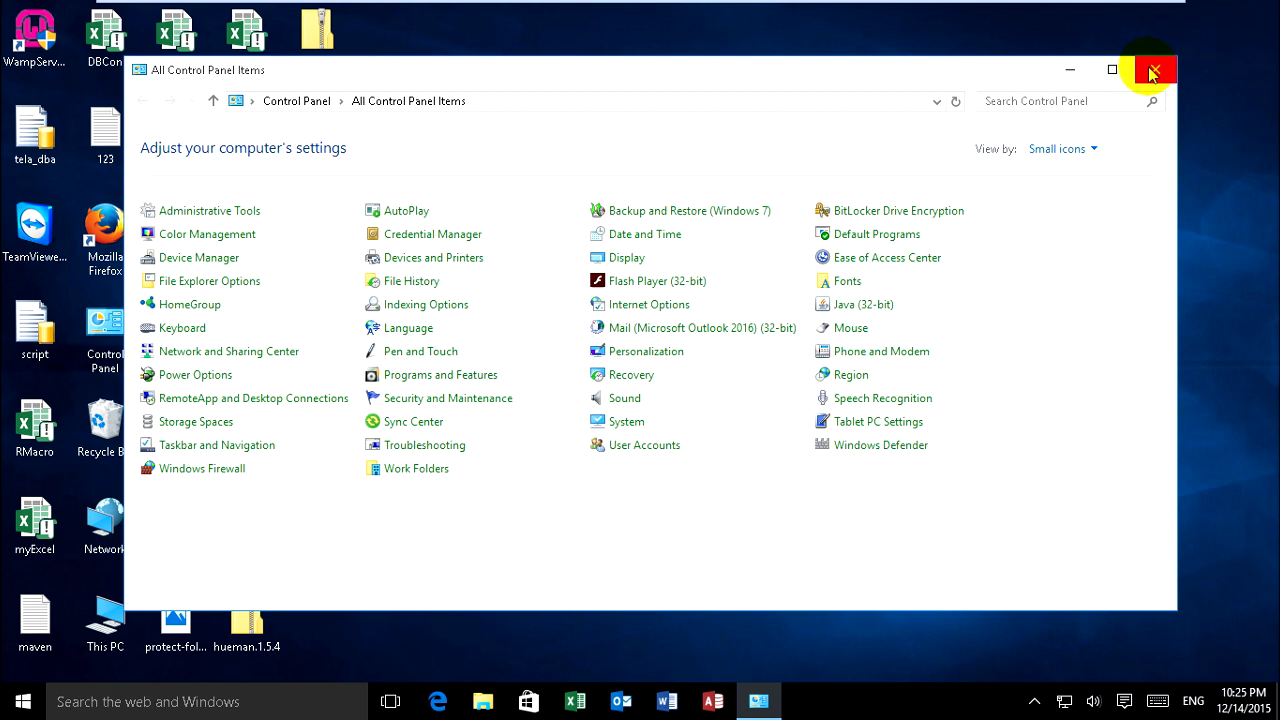 WampServ...
DBCon
All Control Panel Items
Control Panel
All Control Panel Items
Search Control Panel
Adjust your computer's settings
View by:
Small icons
Administrative Tools
AutoPlay
Backup and Restore (Windows 7)
BitLocker Drive Encryption
Color Management
Credential Manager
Date and Time
Default Programs
Device Manager
Devices and Printers
Display
Ease of Access Center
File Explorer Options
File History
Flash Player (32-bit)
Fonts
HomeGroup
Indexing Options
Internet Options
Java (32-bit)
Keyboard
Language
Mail (Microsoft Outlook 2016) (32-bit)
Mouse
Network and Sharing Center
Pen and Touch
Personalization
Phone and Modem
Power Options
Programs and Features
Recovery
Region
RemoteApp and Desktop Connections
Security and Maintenance
Sound
Speech Recognition
Storage Spaces
Sync Center
System
Tablet PC Settings
Taskbar and Navigation
Troubleshooting
User Accounts
Windows Defender
Windows Firewall
Work Folders
tela_dba
123
TeamViewe...
Mozilla
Firefox
script
Control
Panel
RMacro
Recycle B
myExcel
Network
maven
This PC
protect-fol...
hueman.1.5.4
Search the web and Windows
ENG
10:25 PM
12/14/2015